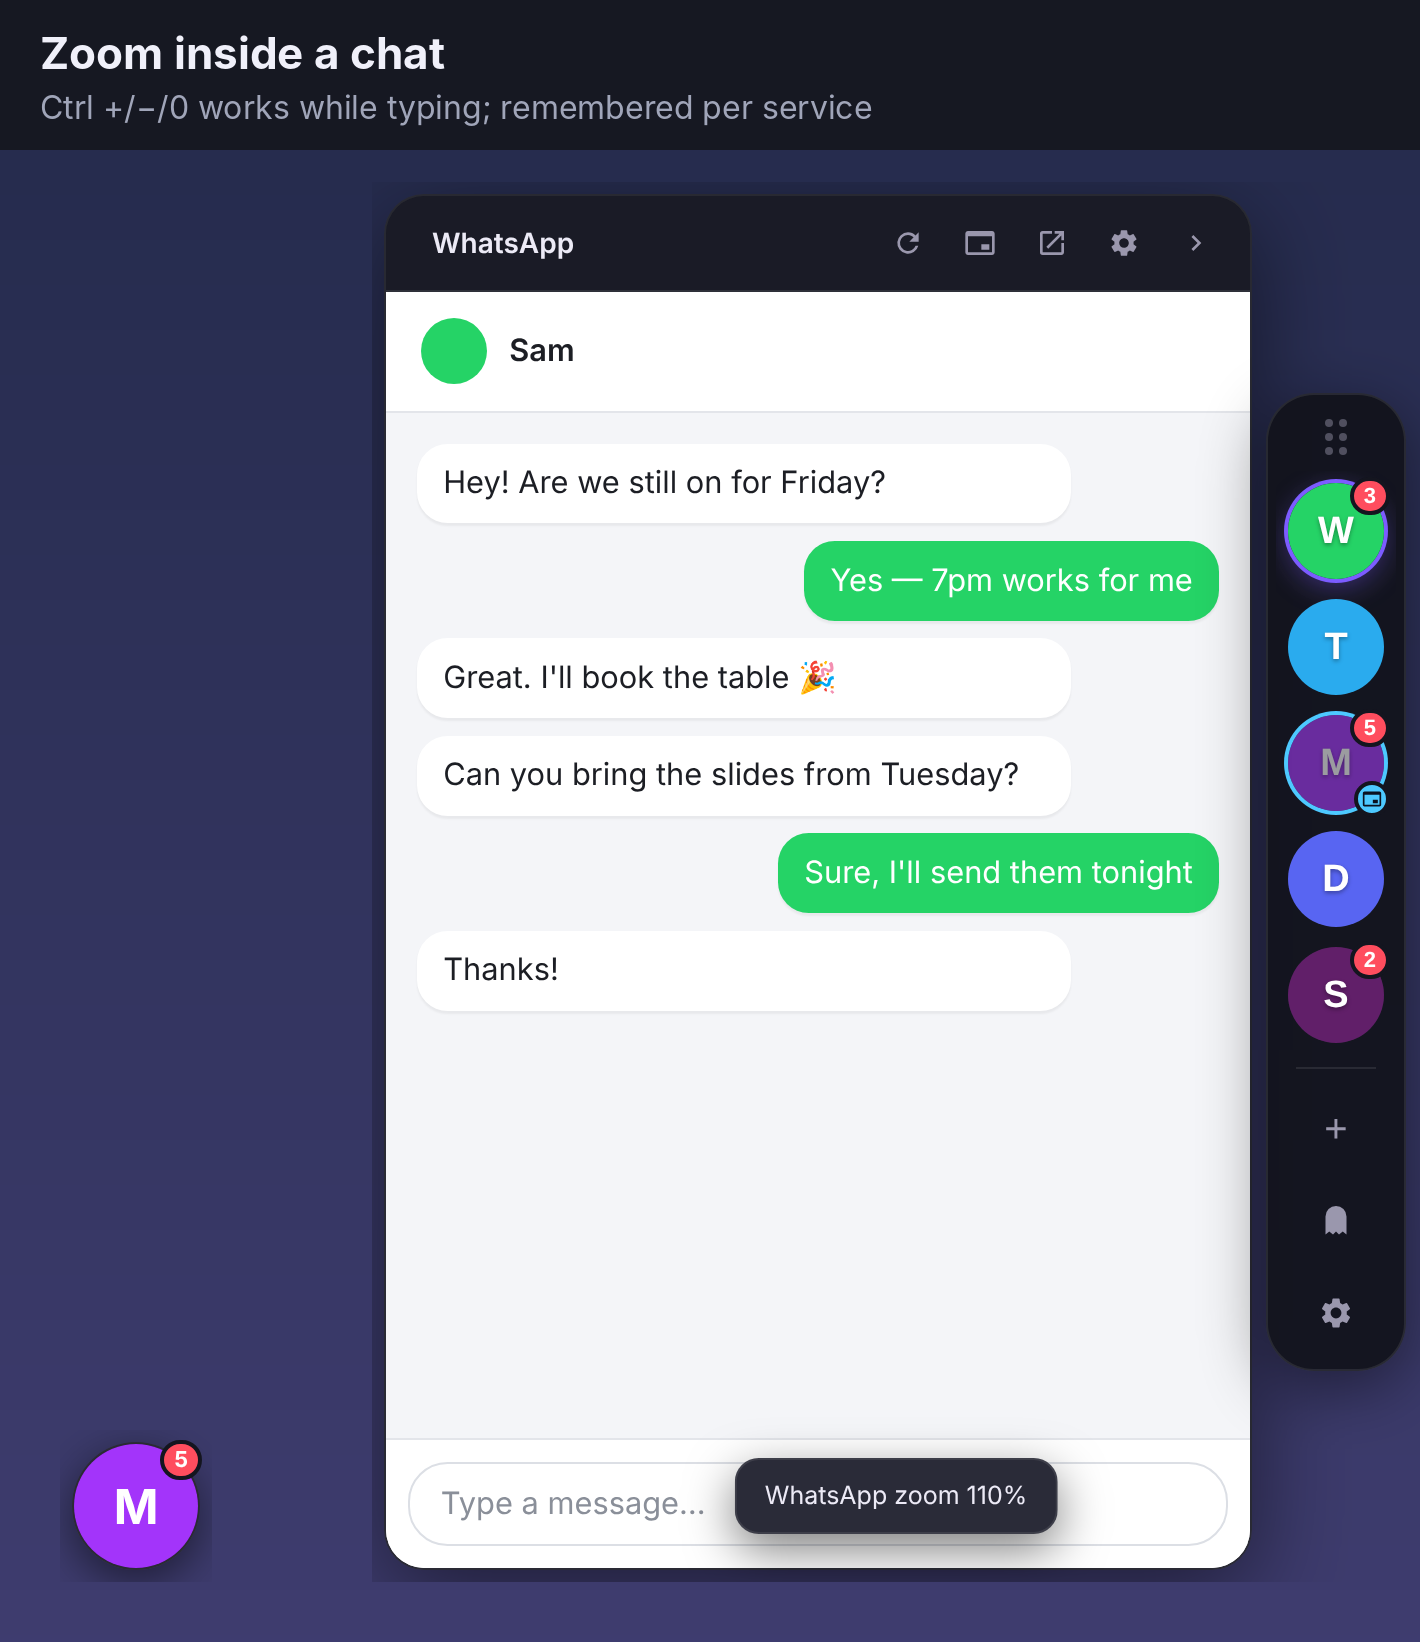 Zoom inside a chat
Ctrl +/−/0 works while typing; remembered per service
WhatsApp
Sam
Hey! Are we still on for Friday?
Yes — 7pm works for me
Great. I'll book the table 🎉
Can you bring the slides from Tuesday?
Sure, I'll send them tonight
Thanks!
Type a message...
WhatsApp zoom 110%
3
W
T
5
M
D
2
S
5
M